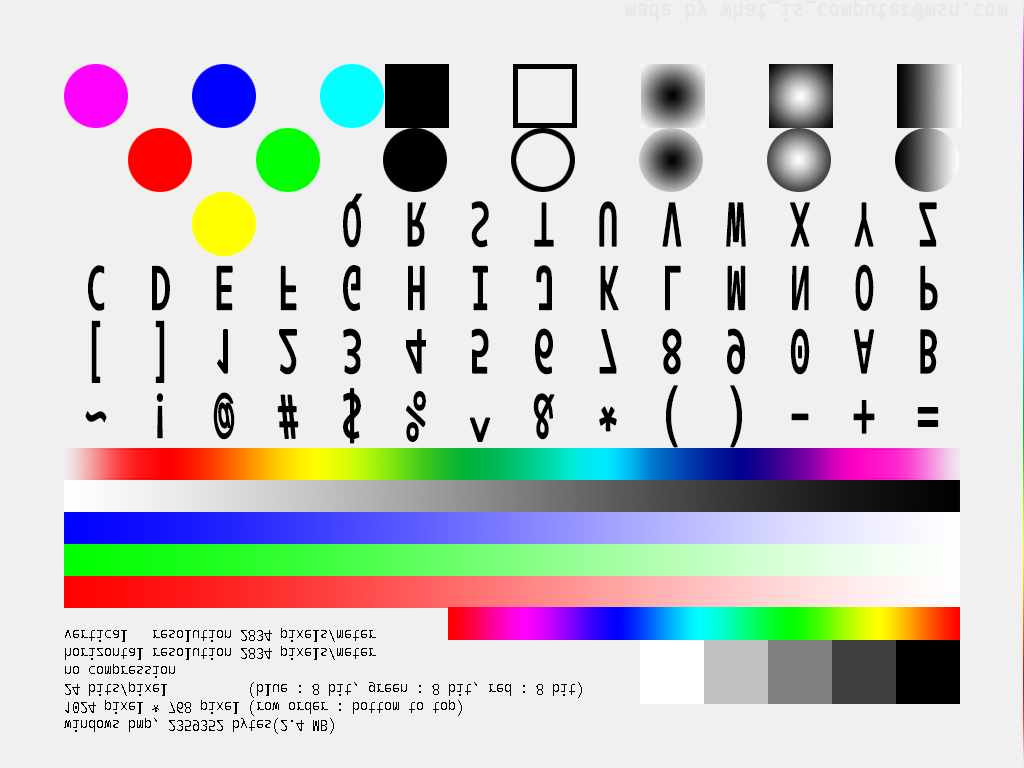 windows bmp, 2359352 bytes(2.4 MB)
1024 pixel * 768 pixel (row order : bottom to top)
24 bits/pixel (blue : 8 bit, green : 8 bit, red : 8 bit)
no compression
horizontal resolution 2834 pixels/meter
vertical resolution 2834 pixels/meter
~ ! @ # $ % ^ & * ( ) - + =
[ ] 1 2 3 4 5 6 7 8 9 0 A B
C D E F G H I J K L M N O P
Q R S T U V W X Y Z
made by what_is_computer@msn.com